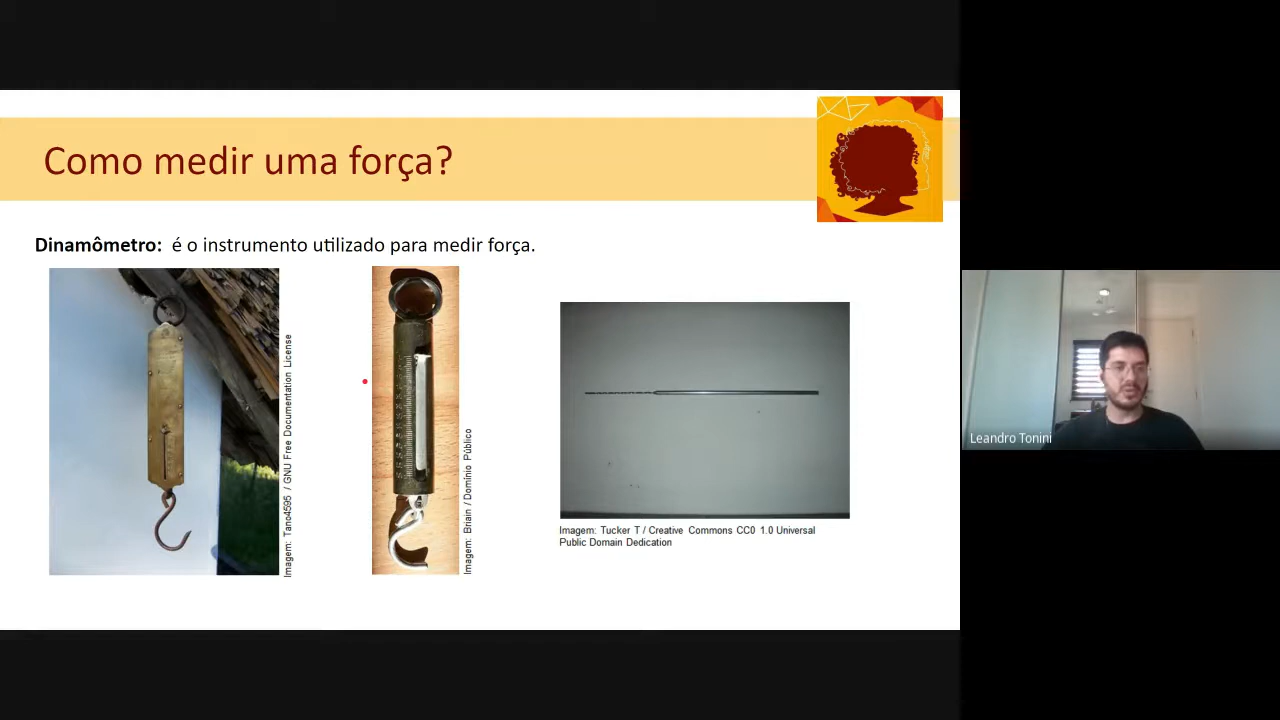 Como medir uma força?
Dinamômetro: é o instrumento utilizado para medir força.
Imagem: Tano4595 / GNU Free Documentation License
Imagem: Briain / Domínio Público
Imagem: Tucker T / Creative Commons CC0 1.0 Universal
Public Domain Dedication
Leandro Tonini